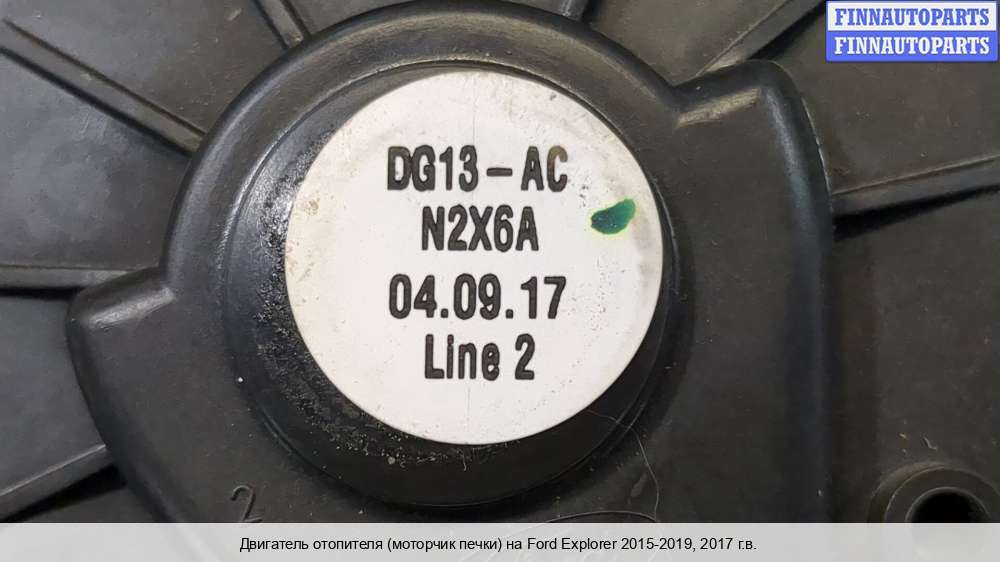 FINNAUTOPARTS
FINNAUTOPARTS
DG13-AC
N2X6A
04.09.17
Line 2
2
Двигатель отопителя (моторчик печки) на Ford Explorer 2015-2019, 2017 г.в.